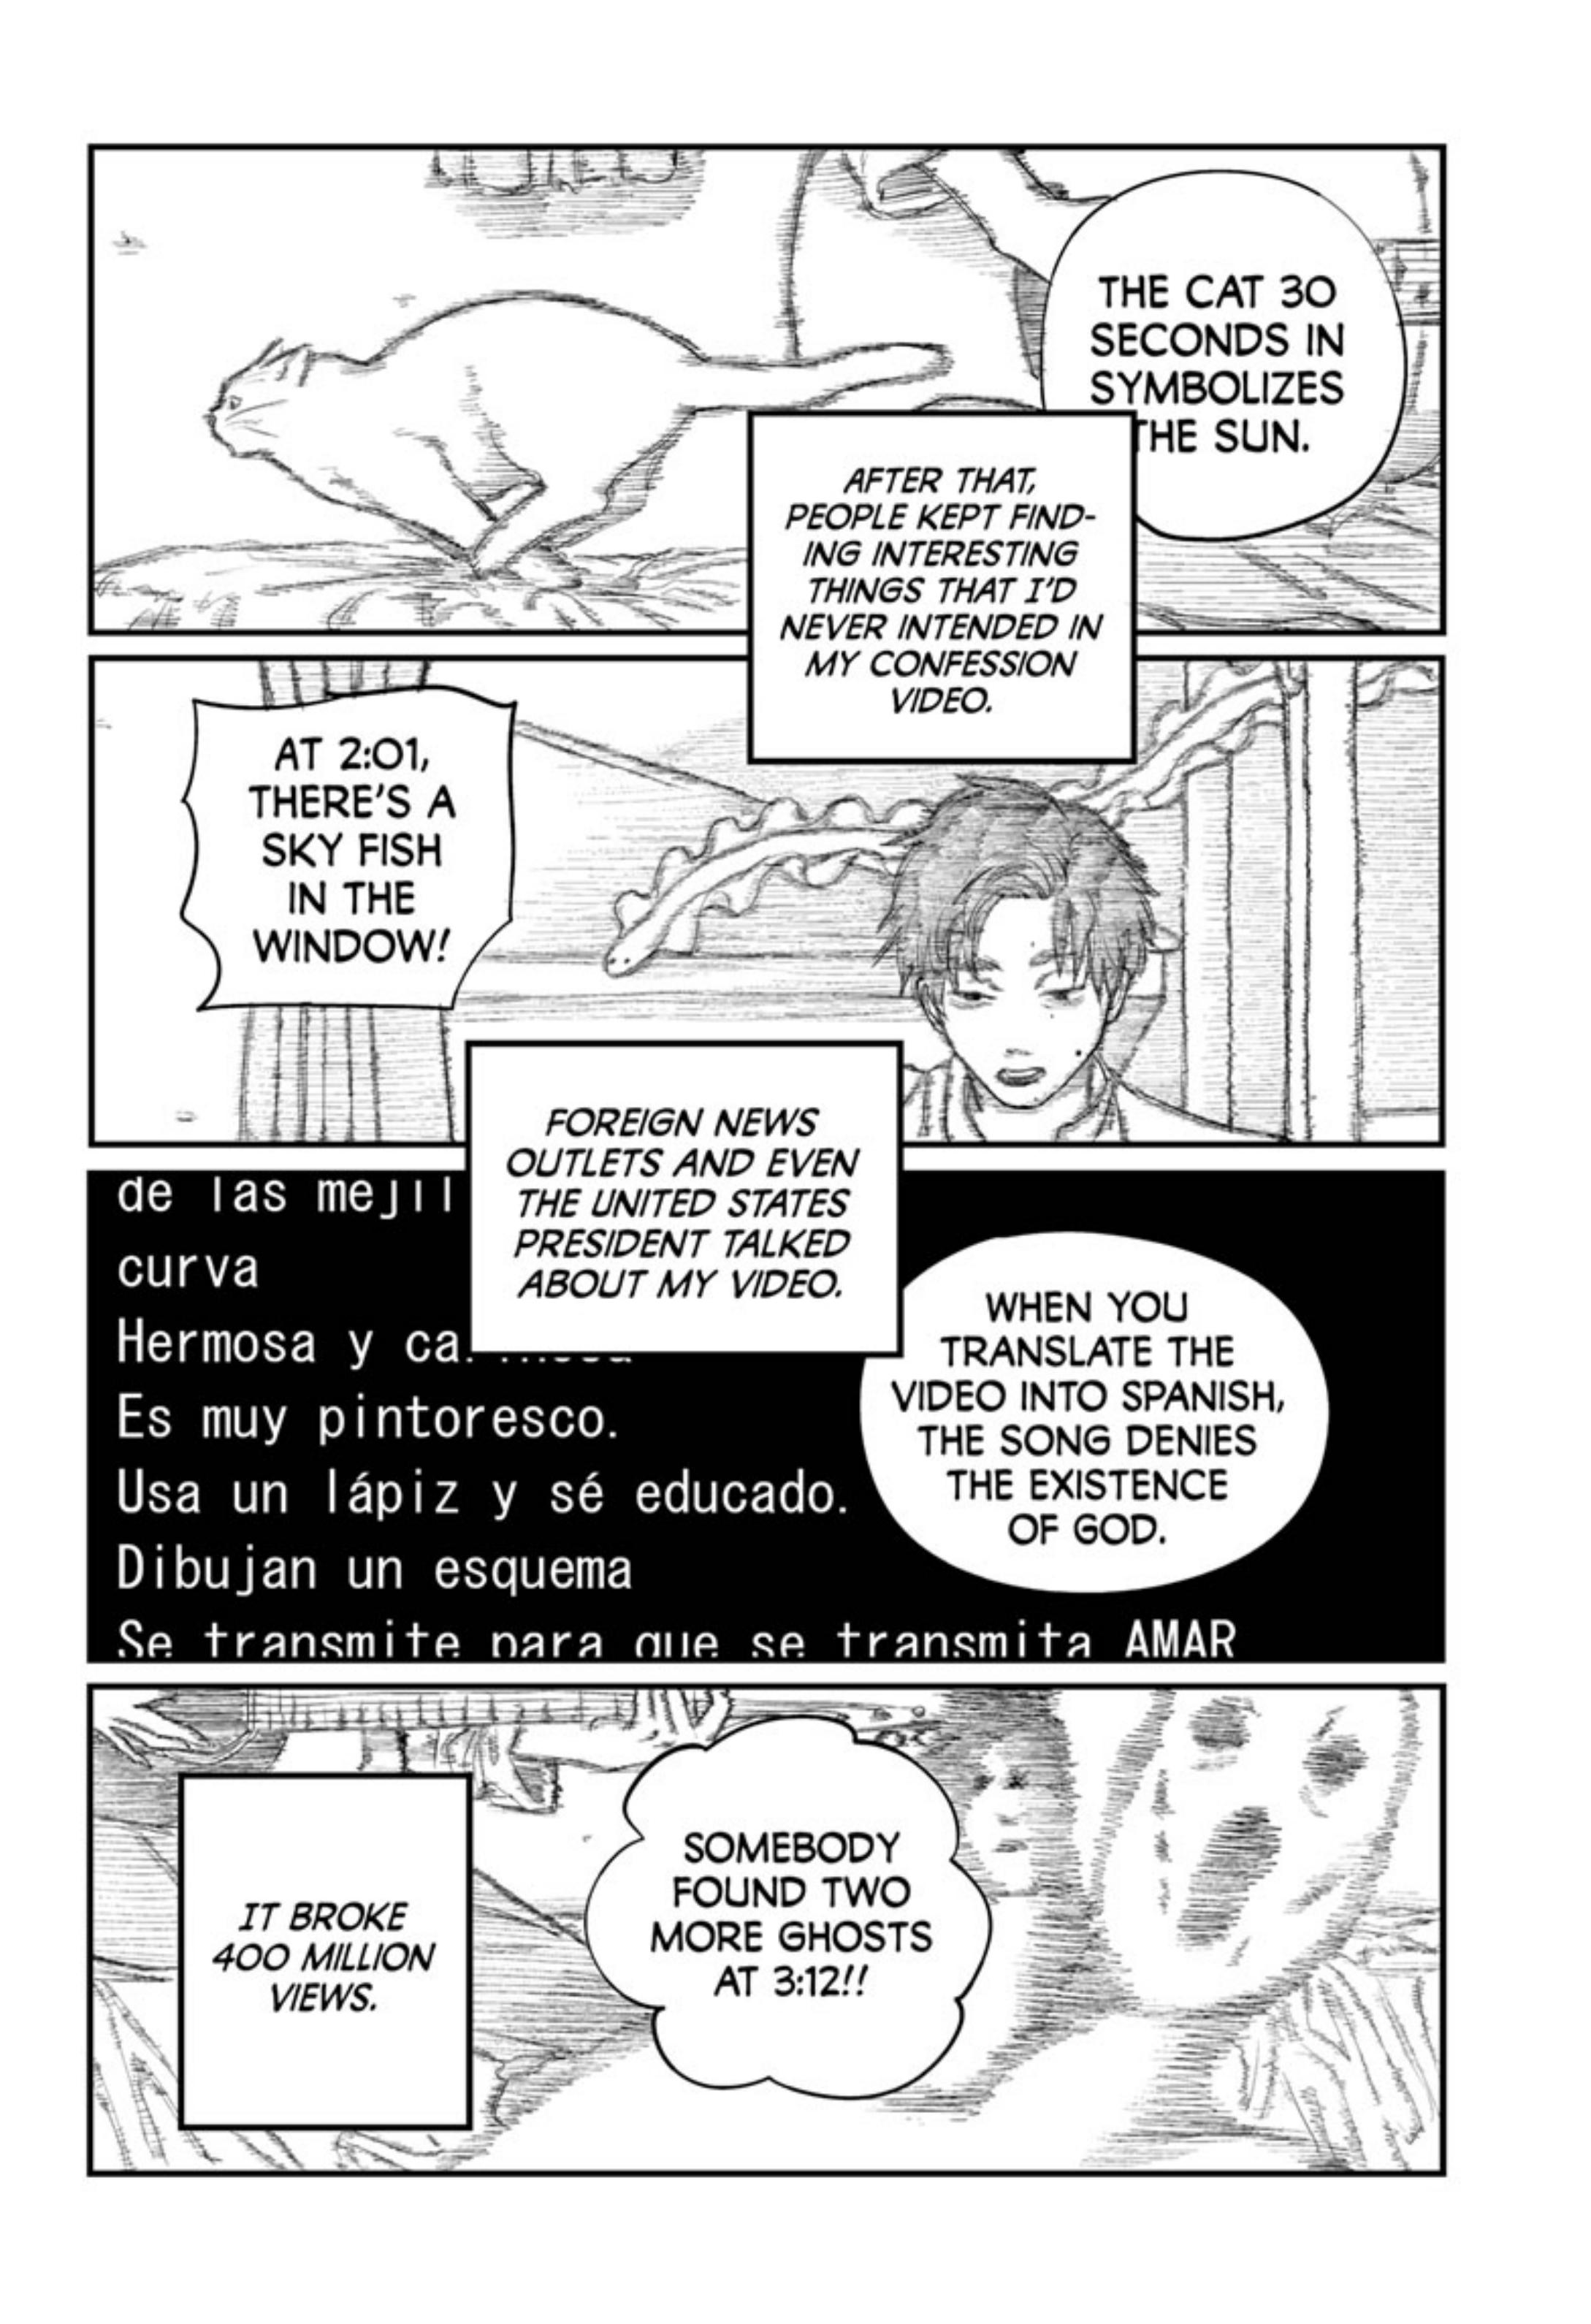 THE CAT 30
SECONDS IN
SYMBOLIZES
THE SUN.
AFTER THAT,
PEOPLE KEPT FIND-
ING INTERESTING
THINGS THAT I'D
NEVER INTENDED IN
MY CONFESSION
VIDEO.
AT 2:01,
THERE'S A
SKY FISH
IN THE
WINDOW!
FOREIGN NEWS
OUTLETS AND EVEN
THE UNITED STATES
PRESIDENT TALKED
ABOUT MY VIDEO.
WHEN YOU
TRANSLATE THE
VIDEO INTO SPANISH,
THE SONG DENIES
THE EXISTENCE
OF GOD.
de las
curva
Hermosa y
Es muy pintoresco.
Usa un lápiz y sé educado.
Dibujan un esquema
Se transmite para que se transmita AMAR
SOMEBODY
FOUND TWO
MORE GHOSTS
AT 3:12!!
IT BROKE
400 MILLION
VIEWS.